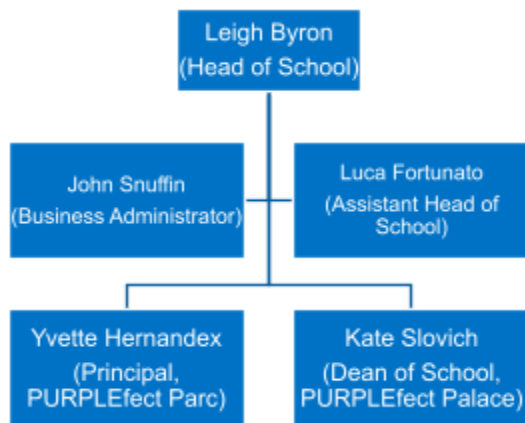 Leigh Byron
(Head of School)
John Snuffin
(Business Administrator)
Luca Fortunato
(Assistant Head of
School)
Yvette Hernandex
(Principal,
PURPLEfect Parc)
Kate Slovich
(Dean of School,
PURPLEfect Palace)